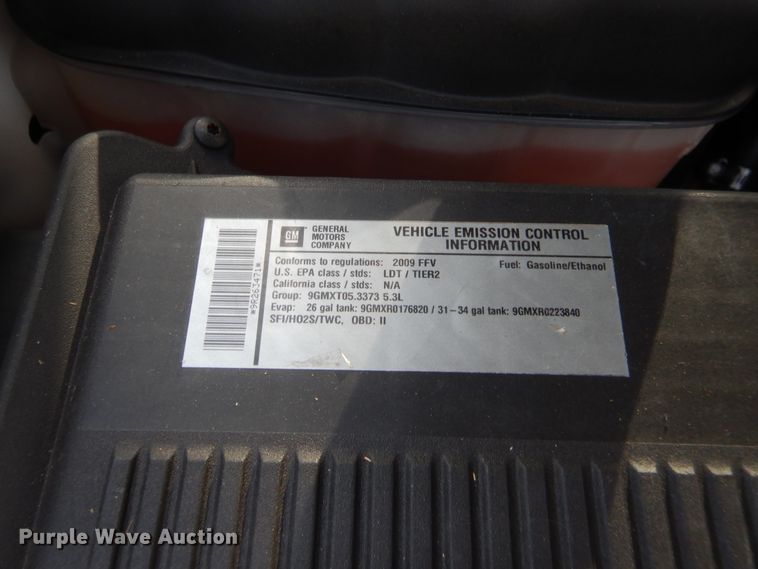 *9R263471*
GM
GENERAL
MOTORS
COMPANY
VEHICLE EMISSION CONTROL
INFORMATION
Conforms to regulations: 2009 FFV Fuel: Gasoline/Ethanol
U.S. EPA class / stds: LDT / TIER2
California class / stds: N/A
Group: 9GMXT05.3373 5.3L
Evap: 26 gal tank: 9GMXR0176820 / 31-34 gal tank: 9GMXR0223840
SFI/HO2S/TWC, OBD: II
Purple Wave Auction